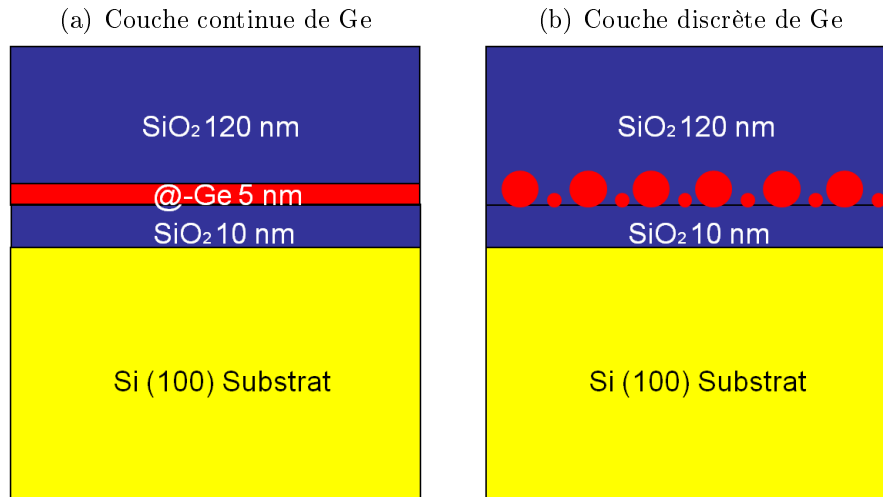 (a) Couche continue de Ge
SiO₂ 120 nm
@-Ge 5 nm
SiO₂ 10 nm
Si (100) Substrat
(b) Couche discrète de Ge
SiO₂ 120 nm
SiO₂ 10 nm
Si (100) Substrat